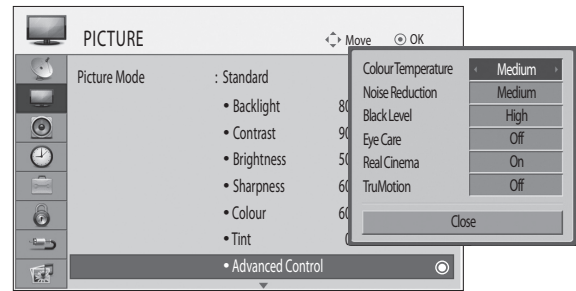 PICTURE
Move
OK
Picture Mode : Standard
• Backlight 80
• Contrast 90
• Brightness 50
• Sharpness 60
• Colour 60
• Tint 0
• Advanced Control
Colour Temperature Medium
Noise Reduction Medium
Black Level High
Eye Care Off
Real Cinema On
TruMotion Off
Close